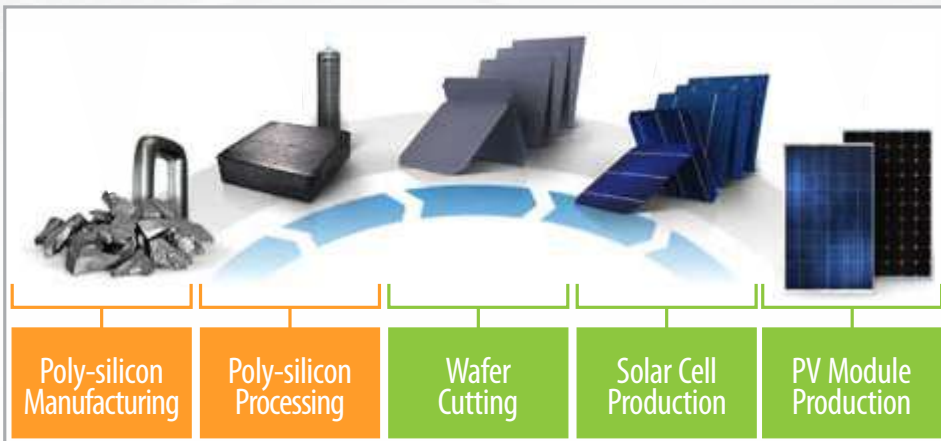 Poly-silicon
Manufacturing
Poly-silicon
Processing
Wafer
Cutting
Solar Cell
Production
PV Module
Production